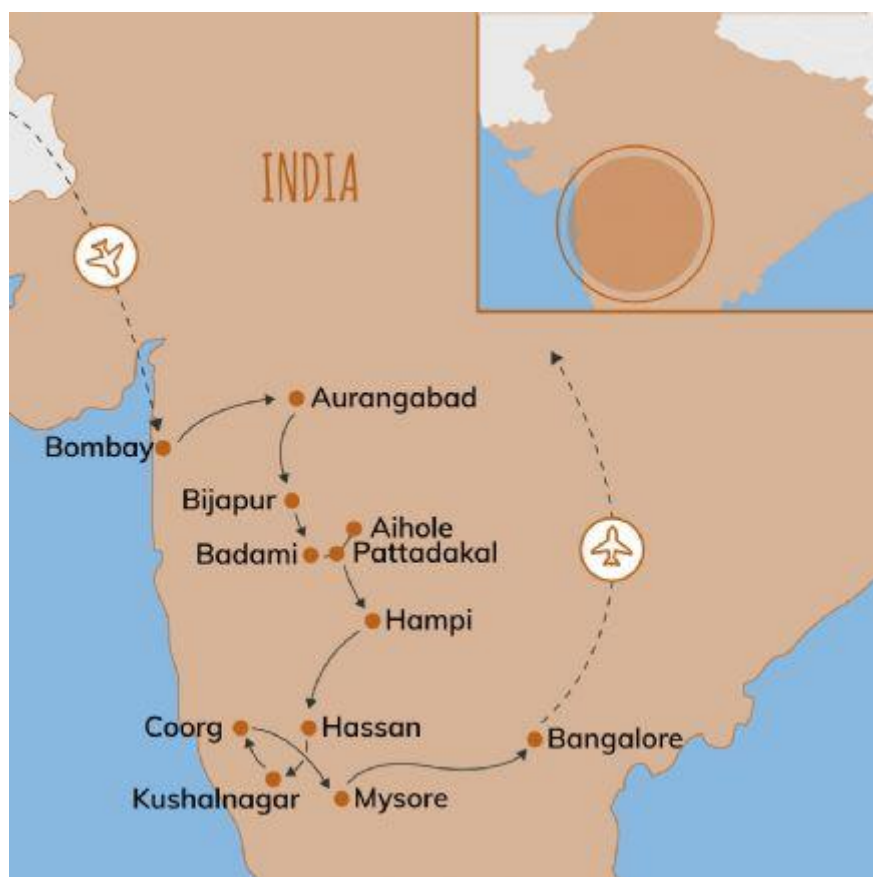 INDIA
Aurangabad
Bombay
Bijapur
Aihole
Badami
Pattadakal
Hampi
Coorg
Hassan
Bangalore
Kushalnagar
Mysore